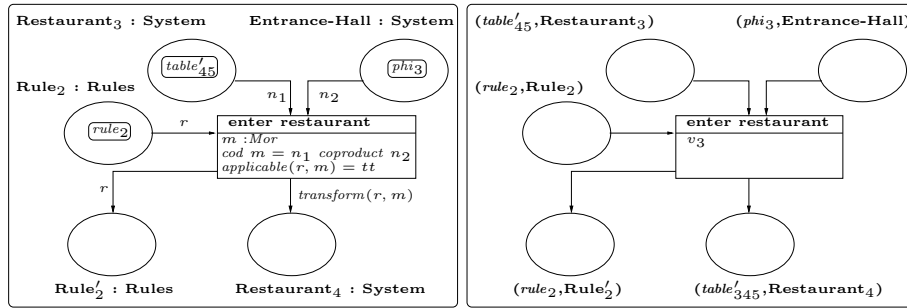 Restaurant₃ : System
Entrance-Hall : System
table′₄₅
phi₃
n₁
n₂
Rule₂ : Rules
rule₂
r
enter restaurant
m :Mor
cod m = n₁ coproduct n₂
applicable(r, m) = tt
r
transform(r, m)
Rule′₂ : Rules
Restaurant₄ : System
(table′₄₅,Restaurant₃)
(phi₃,Entrance-Hall)
(rule₂,Rule₂)
enter restaurant
v₃
(rule₂,Rule′₂)
(table′₃₄₅,Restaurant₄)